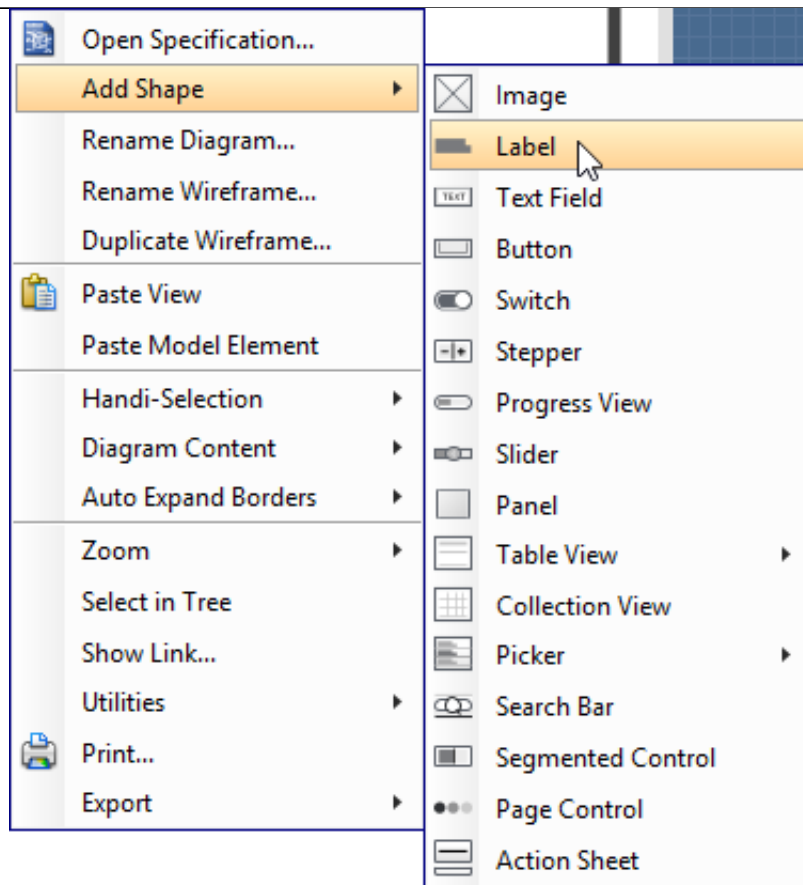 Open Specification...
Add Shape
Rename Diagram...
Rename Wireframe...
Duplicate Wireframe...
Paste View
Paste Model Element
Handi-Selection
Diagram Content
Auto Expand Borders
Zoom
Select in Tree
Show Link...
Utilities
Print...
Export
Image
Label
TEXT
Text Field
Button
Switch
Stepper
Progress View
Slider
Panel
Table View
Collection View
Picker
Search Bar
Segmented Control
Page Control
Action Sheet